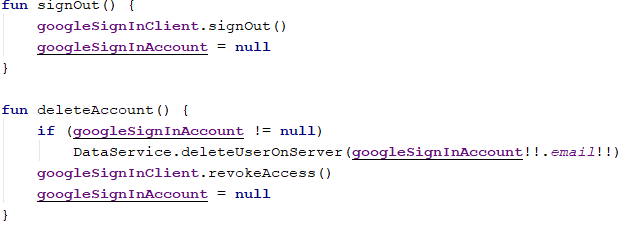 fun signOut() {
    googleSignInClient.signOut()
    googleSignInAccount = null
}

fun deleteAccount() {
    if (googleSignInAccount != null)
        DataService.deleteUserOnServer(googleSignInAccount!!.email!!)
    googleSignInClient.revokeAccess()
    googleSignInAccount = null
}